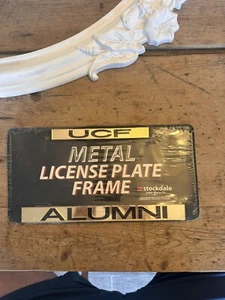 UCF
METAL
LICENSE PLATE
FRAME
stockdale
ALUMNI